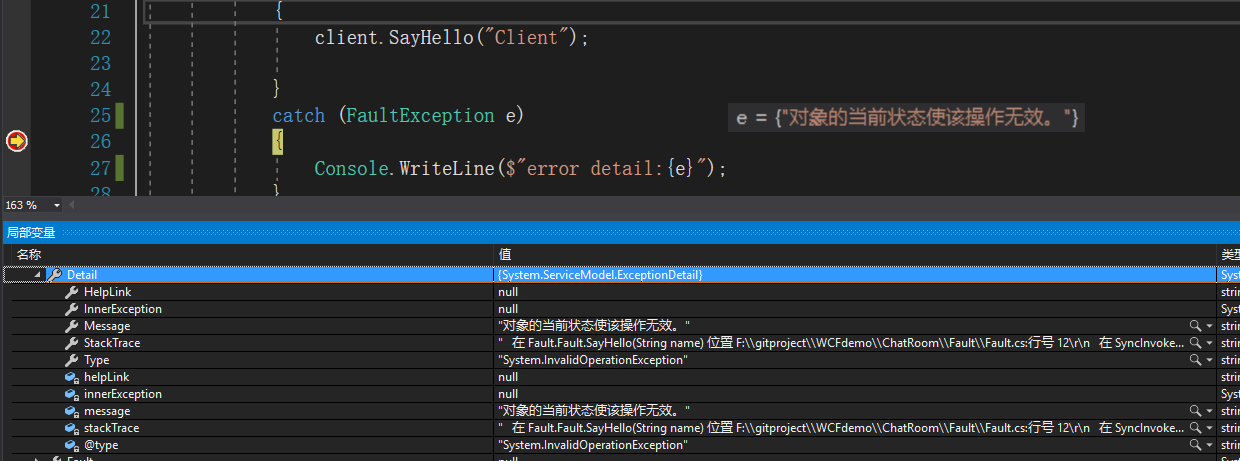 21 {
22 client.SayHello("Client");
23
24 }
25 catch (FaultException e) e = {"对象的当前状态使该操作无效。"}
26 {
27 Console.WriteLine($"error detail:{e}");
28 }
163 %
局部变量
名称 值 类型
Detail {System.ServiceModel.ExceptionDetail} Syst
HelpLink null strin
InnerException null Syst
Message "对象的当前状态使该操作无效。" strin
StackTrace " 在 Fault.Fault.SayHello(String name) 位置 F:\\gitproject\\WCFdemo\\ChatRoom\\Fault\\Fault.cs:行号 12\r\n 在 SyncInvoke... strin
Type "System.InvalidOperationException" strin
helpLink null strin
innerException null Syst
message "对象的当前状态使该操作无效。" strin
stackTrace " 在 Fault.Fault.SayHello(String name) 位置 F:\\gitproject\\WCFdemo\\ChatRoom\\Fault\\Fault.cs:行号 12\r\n 在 SyncInvoke... strin
@type "System.InvalidOperationException" strin